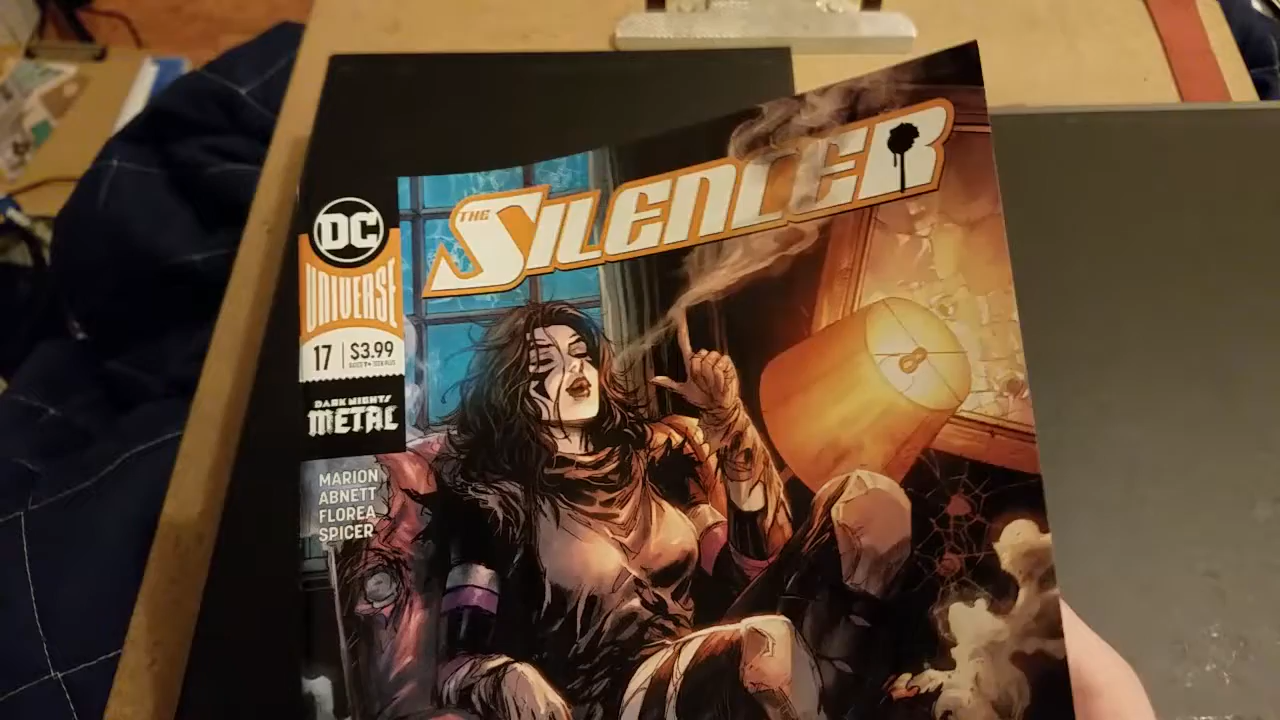 THE SILENCER
DC
UNIVERSE
17 $3.99
DARK NIGHTS
METAL
MARION
ABNETT
FLOREA
SPICER